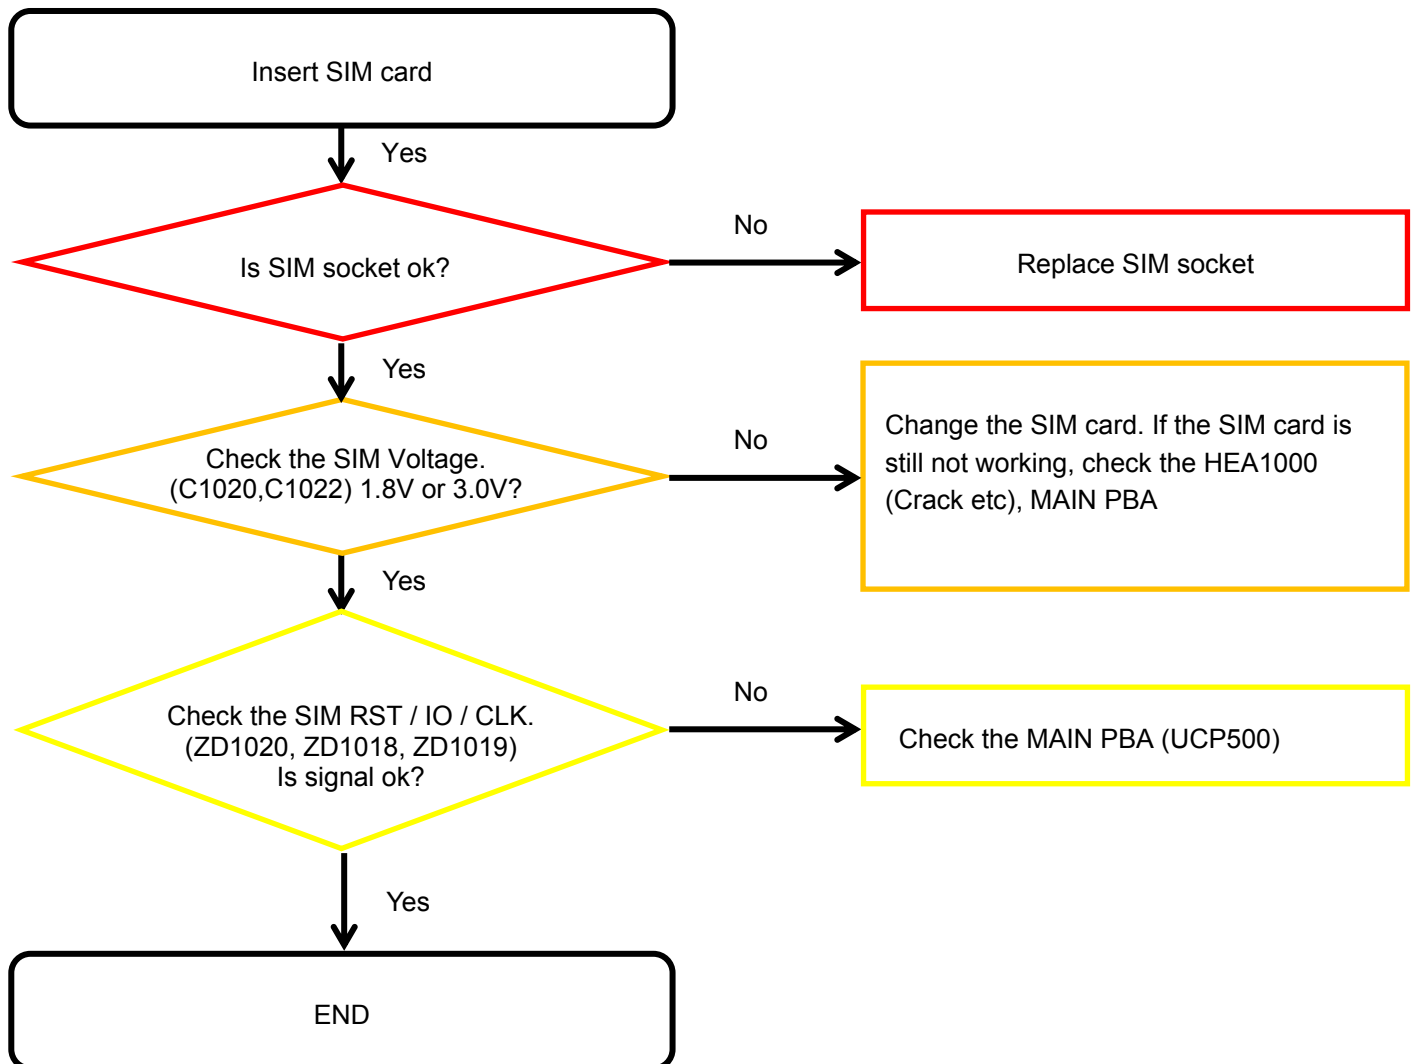 Insert SIM card
Yes
Is SIM socket ok?
No
Replace SIM socket
Yes
Check the SIM Voltage.
(C1020,C1022) 1.8V or 3.0V?
No
Change the SIM card. If the SIM card is
still not working, check the HEA1000
(Crack etc), MAIN PBA
Yes
Check the SIM RST / IO / CLK.
(ZD1020, ZD1018, ZD1019)
Is signal ok?
No
Check the MAIN PBA (UCP500)
Yes
END